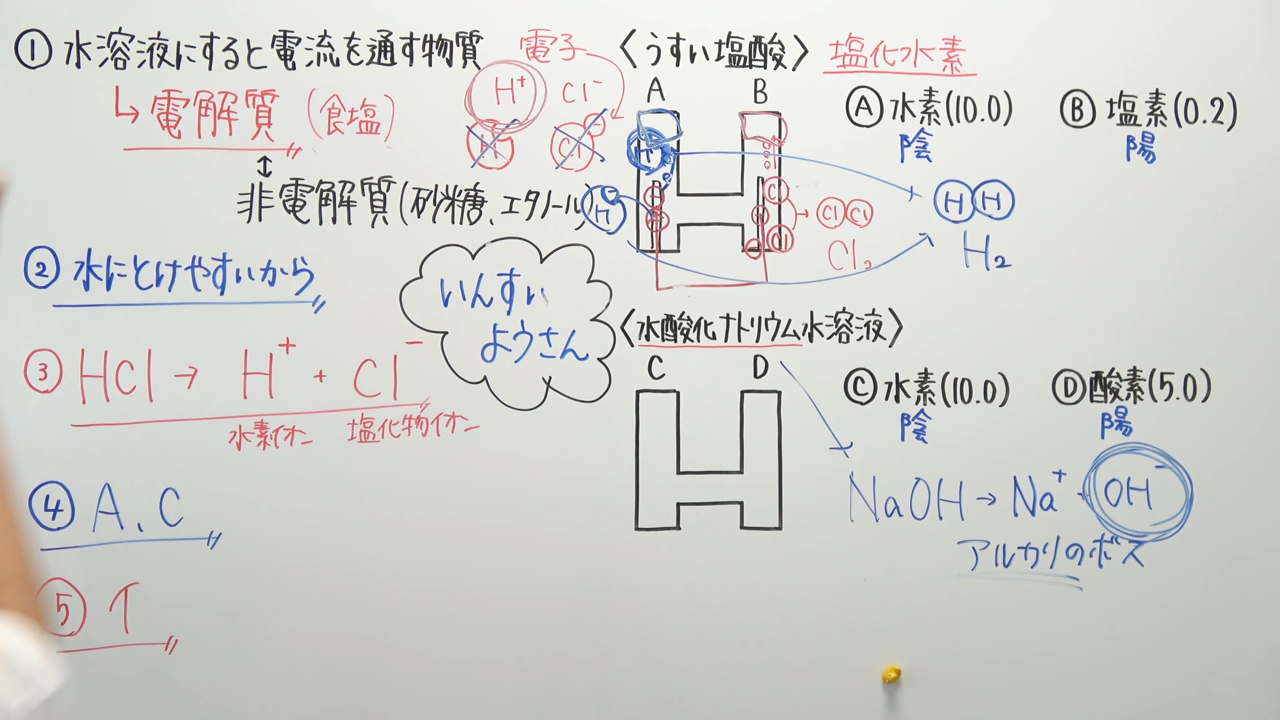 ① 水溶液にすると電流を通す物質
↳ 電解質 (食塩)
↕
非電解質(砂糖、エタノール)
② 水にとけやすいから
③ HCl → H⁺ + Cl⁻
水素イオン 塩化物イオン
④ A、C
⑤ イ
電子
H⁺ Cl⁻
H Cl
H
いんすい
ようさん
〈うすい塩酸〉 塩化水素
A B
Ⓐ 水素(10.0) Ⓑ 塩素(0.2)
陰 陽
H
Cl
Cl
Cl Cl
Cl₂
H H
H₂
〈水酸化ナトリウム水溶液〉
C D
Ⓒ 水素(10.0) Ⓓ 酸素(5.0)
陰 陽
NaOH → Na⁺ + OH⁻
アルカリのボス